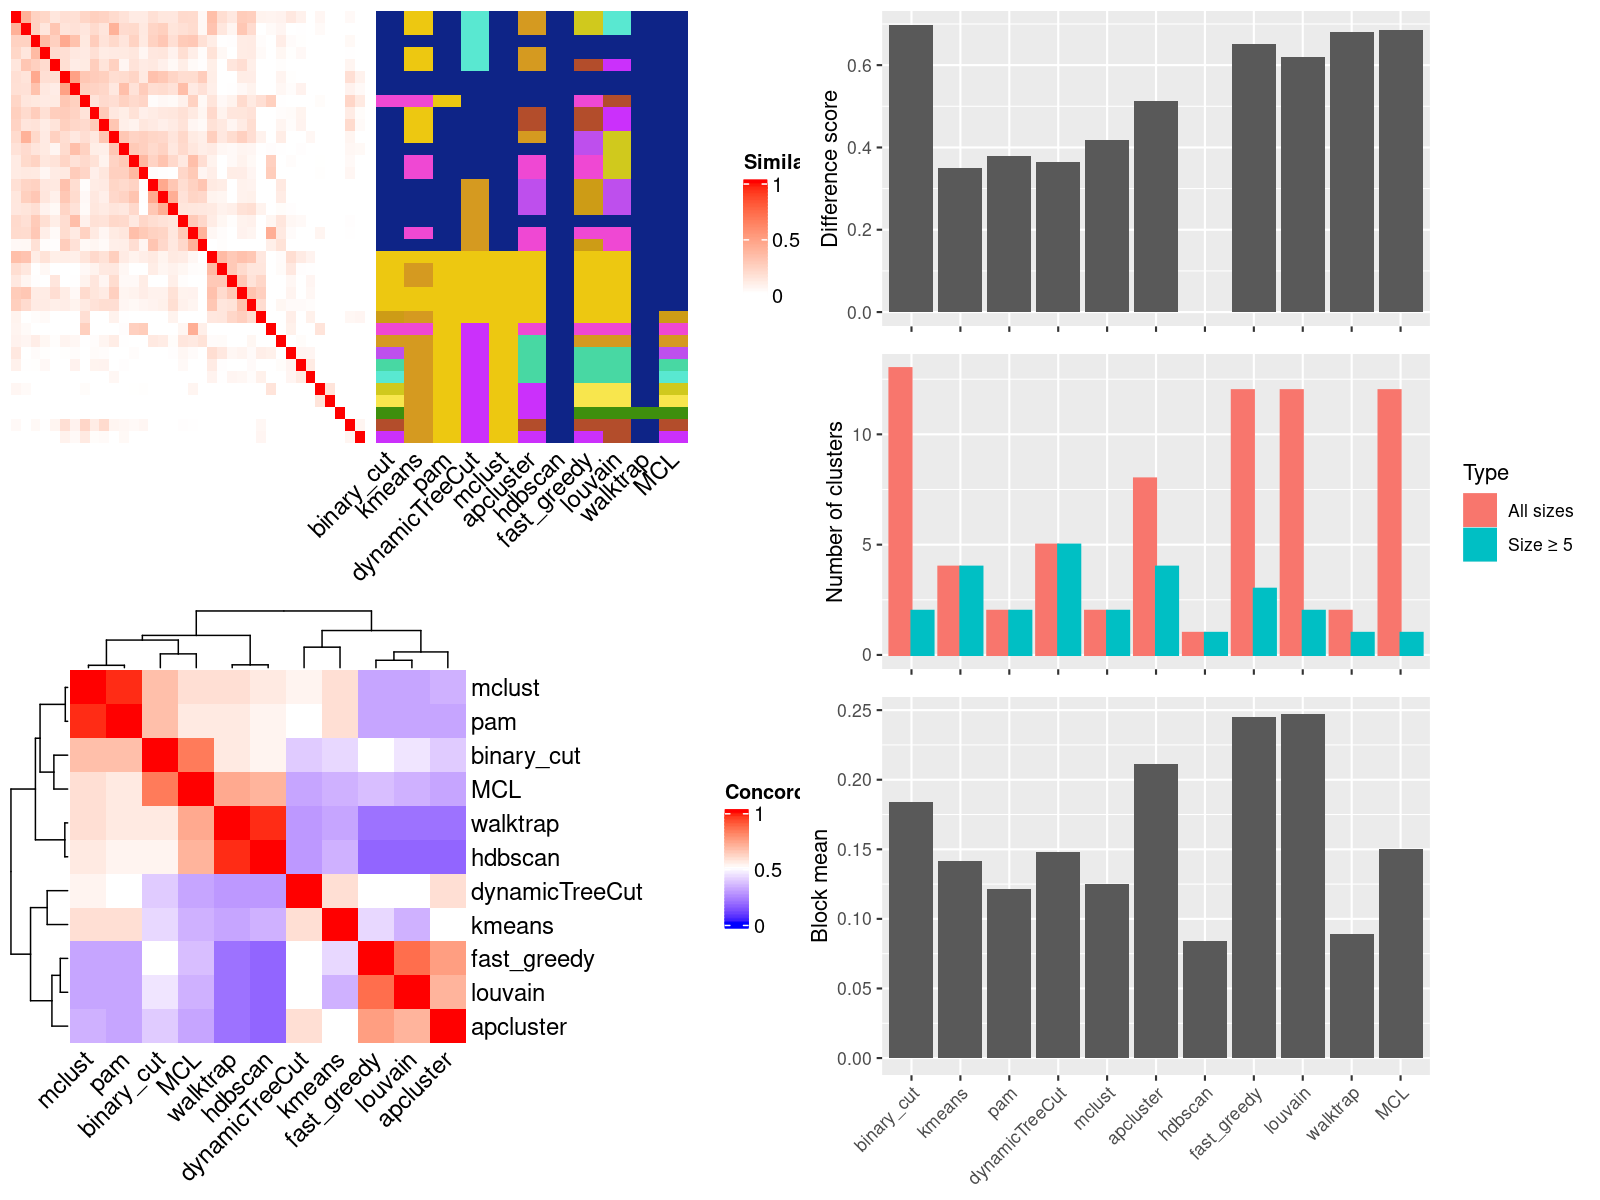 Simila
1
0.5
0
binary_cut
kmeans
pam
dynamicTreeCut
mclust
apcluster
hdbscan
fast_greedy
louvain
walktrap
MCL
mclust
pam
binary_cut
MCL
walktrap
hdbscan
dynamicTreeCut
kmeans
fast_greedy
louvain
apcluster
mclust
pam
binary_cut
MCL
walktrap
hdbscan
dynamicTreeCut
kmeans
fast_greedy
louvain
apcluster
Concord
1
0.5
0
Difference score
0.6
0.4
0.2
0.0
Number of clusters
10
5
0
Type
All sizes
Size ≥ 5
Block mean
0.25
0.20
0.15
0.10
0.05
0.00
binary_cut
kmeans
pam
dynamicTreeCut
mclust
apcluster
hdbscan
fast_greedy
louvain
walktrap
MCL